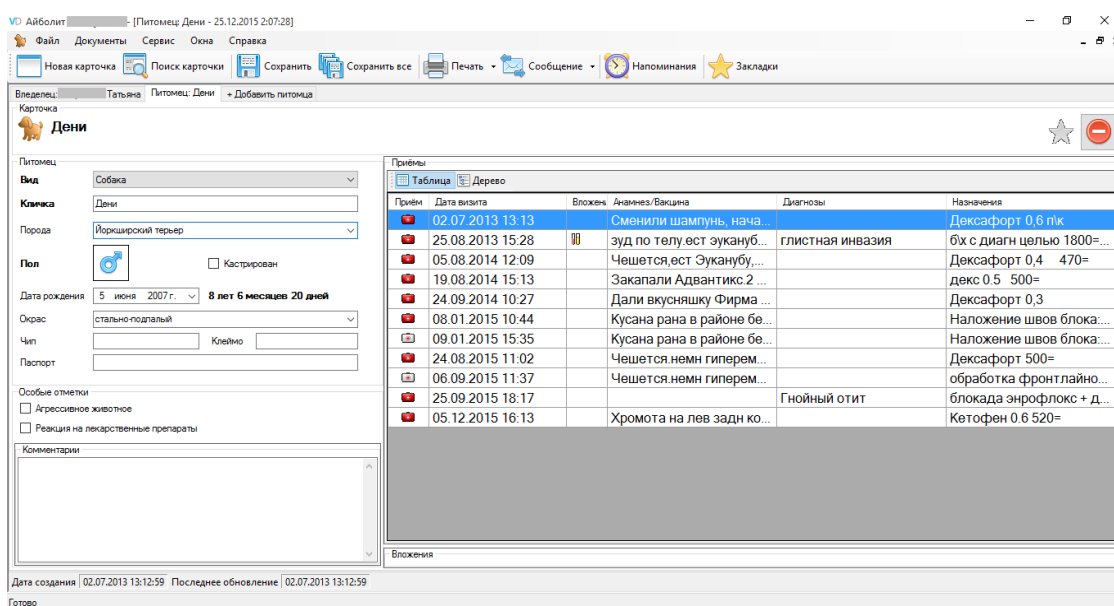 VD Айболит - [Питомец: Дени - 25.12.2015 2:07:28]
Файл Документы Сервис Окна Справка
Новая карточка Поиск карточки Сохранить Сохранить все Печать Сообщение Напоминания Закладки
Владелец: Татьяна Питомец: Дени + Добавить питомца
Карточка
Дени
Питомец
Вид Собака
Кличка Дени
Порода Йоркширский терьер
Пол Кастрирован
Дата рождения 5 июня 2007 г. 8 лет 6 месяцев 20 дней
Окрас стально-подпалый
Чип Клеймо
Паспорт
Особые отметки
Агрессивное животное
Реакция на лекарственные препараты
Комментарии
Приёмы
Таблица Дерево
Приём Дата визита Вложен Анамнез/Вакцина Диагнозы Назначения
02.07.2013 13:13 Сменили шампунь, нача... Дексафорт 0,6 п\к
25.08.2013 15:28 зуд по телу.ест эукануб... глистная инвазия б\х с диагн целью 1800=...
05.08.2014 12:09 Чешется,ест Эуканубу,... Дексафорт 0,4 470=
19.08.2014 15:13 Закапали Адвантикс.2 ... декс 0.5 500=
24.09.2014 10:27 Дали вкусняшку Фирма ... Дексафорт 0,3
08.01.2015 10:44 Кусана рана в районе бе... Наложение швов блока:...
09.01.2015 15:35 Кусана рана в районе бе... Наложение швов блока:...
24.08.2015 11:02 Чешется.немн гиперем... Дексафорт 500=
06.09.2015 11:37 Чешется.немн гиперем... обработка фронтлайно...
25.09.2015 18:17 Гнойный отит блокада энрофлокс + д...
05.12.2015 16:13 Хромота на лев задн ко... Кетофен 0.6 520=
Вложения
Дата создания 02.07.2013 13:12:59 Последнее обновление 02.07.2013 13:12:59
Готово